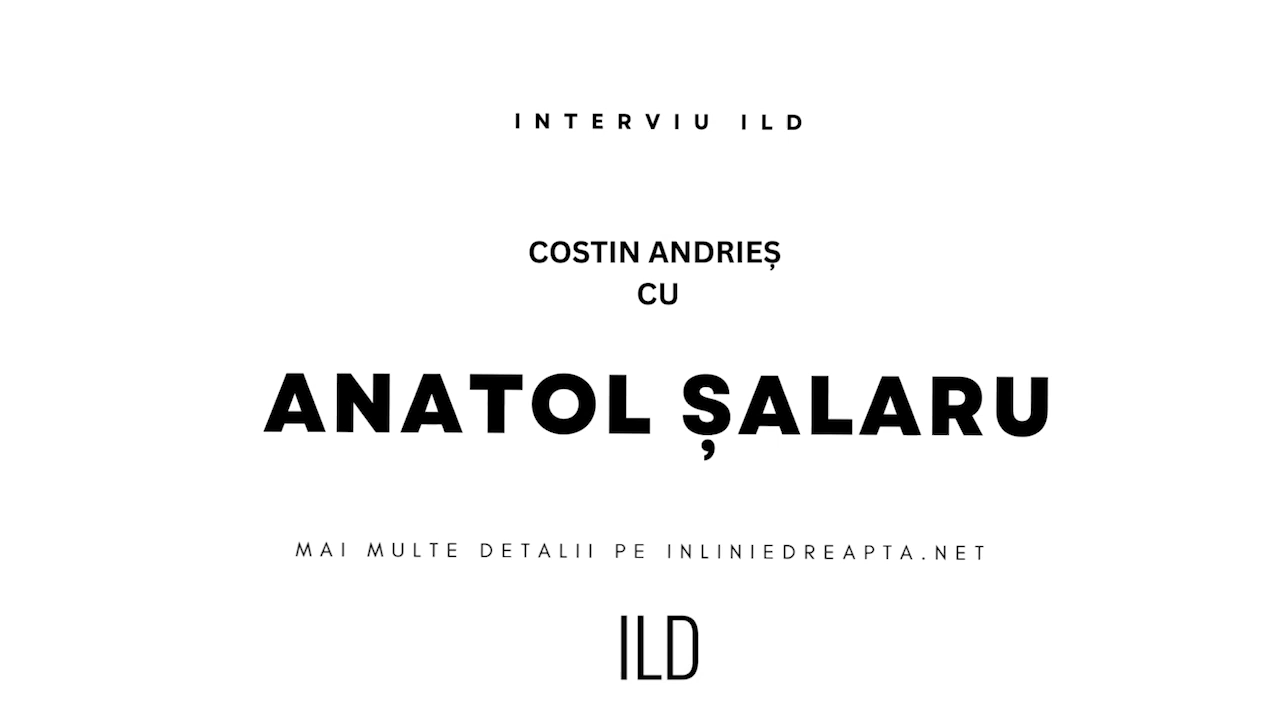 INTERVIU ILD
COSTIN ANDRIEȘ
CU
ANATOL ȘALARU
MAI MULTE DETALII PE INLINIEDREAPTA.NET
ILD